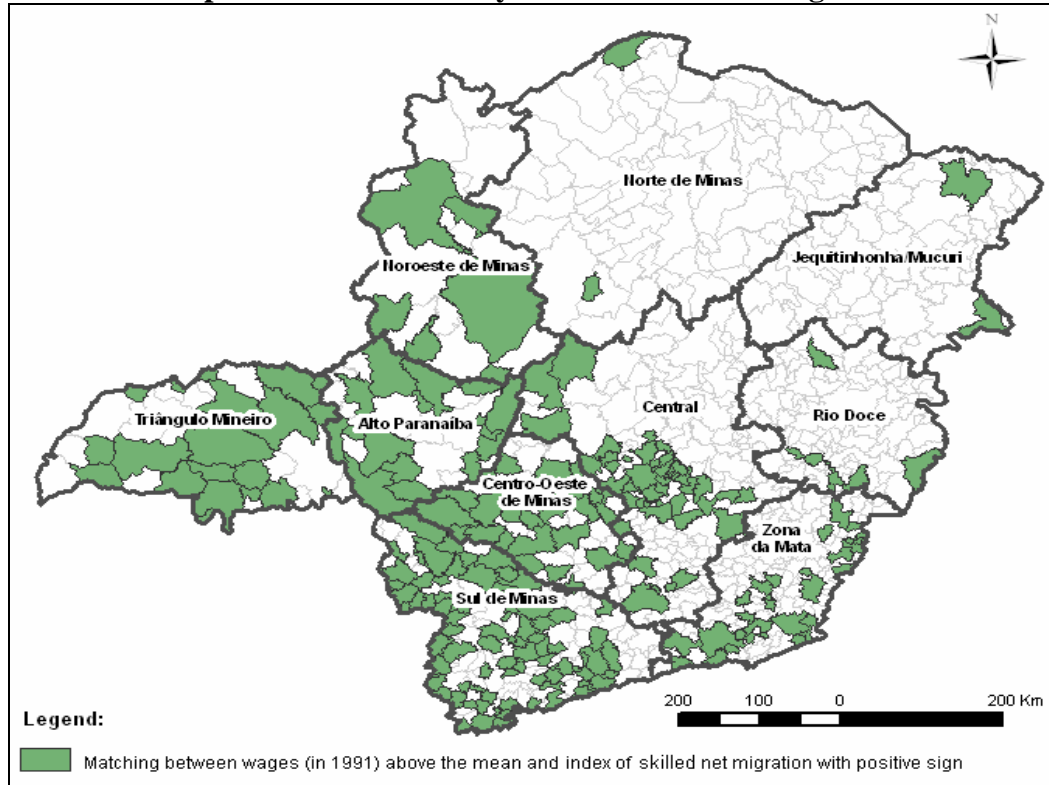 N
Norte de Minas
Jequitinhonha/Mucuri
Noroeste de Minas
Central
Rio Doce
Triângulo Mineiro
Alto Paranaíba
Centro-Oeste
de Minas
Zona
da Mata
Sul de Minas
200 100 0 200 Km
Legend:
Matching between wages (in 1991) above the mean and index of skilled net migration with positive sign